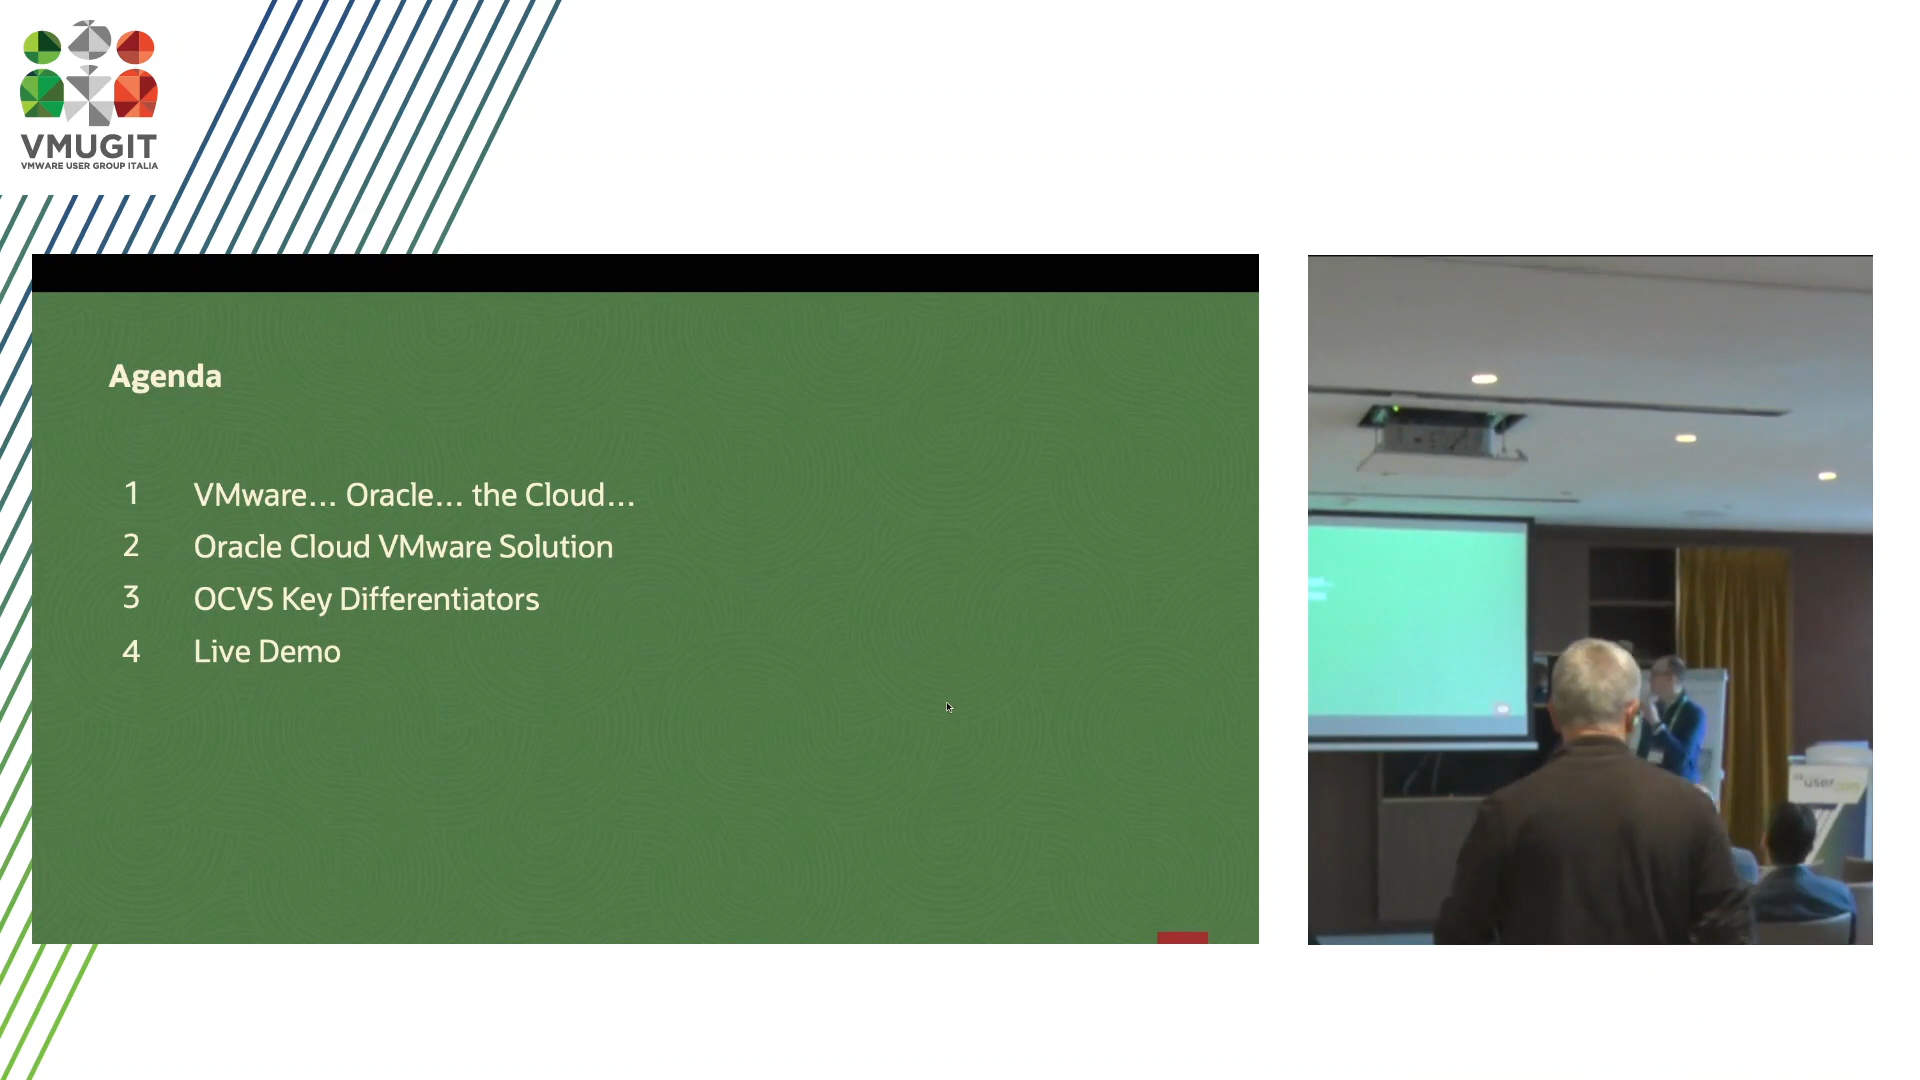 VMUGIT
VMWARE USER GROUP ITALIA
Agenda
1 VMware... Oracle... the Cloud...
2 Oracle Cloud VMware Solution
3 OCVS Key Differentiators
4 Live Demo
user